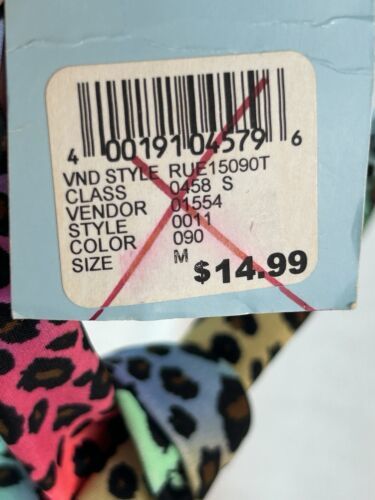 4 00191 04579 6
VND STYLE RUE15090T
CLASS 0458 S
VENDOR 01554
STYLE 0011
COLOR 090
SIZE M
$14.99